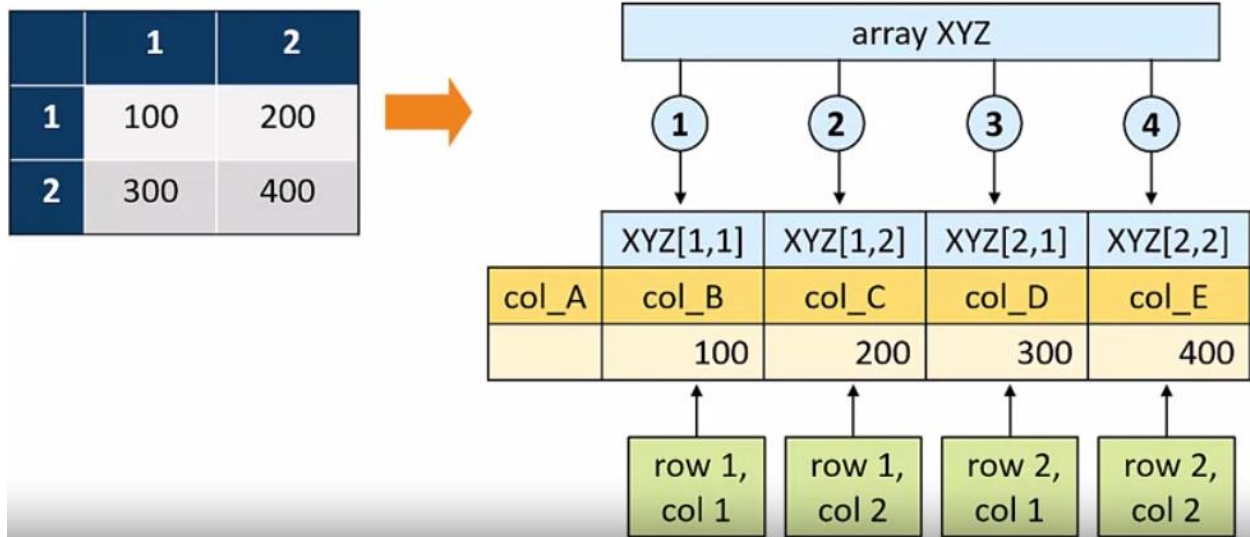 1 2
1 100 200
2 300 400
array XYZ
1 2 3 4
XYZ[1,1] XYZ[1,2] XYZ[2,1] XYZ[2,2]
col_A col_B col_C col_D col_E
100 200 300 400
row 1, row 1, row 2, row 2,
col 1 col 2 col 1 col 2